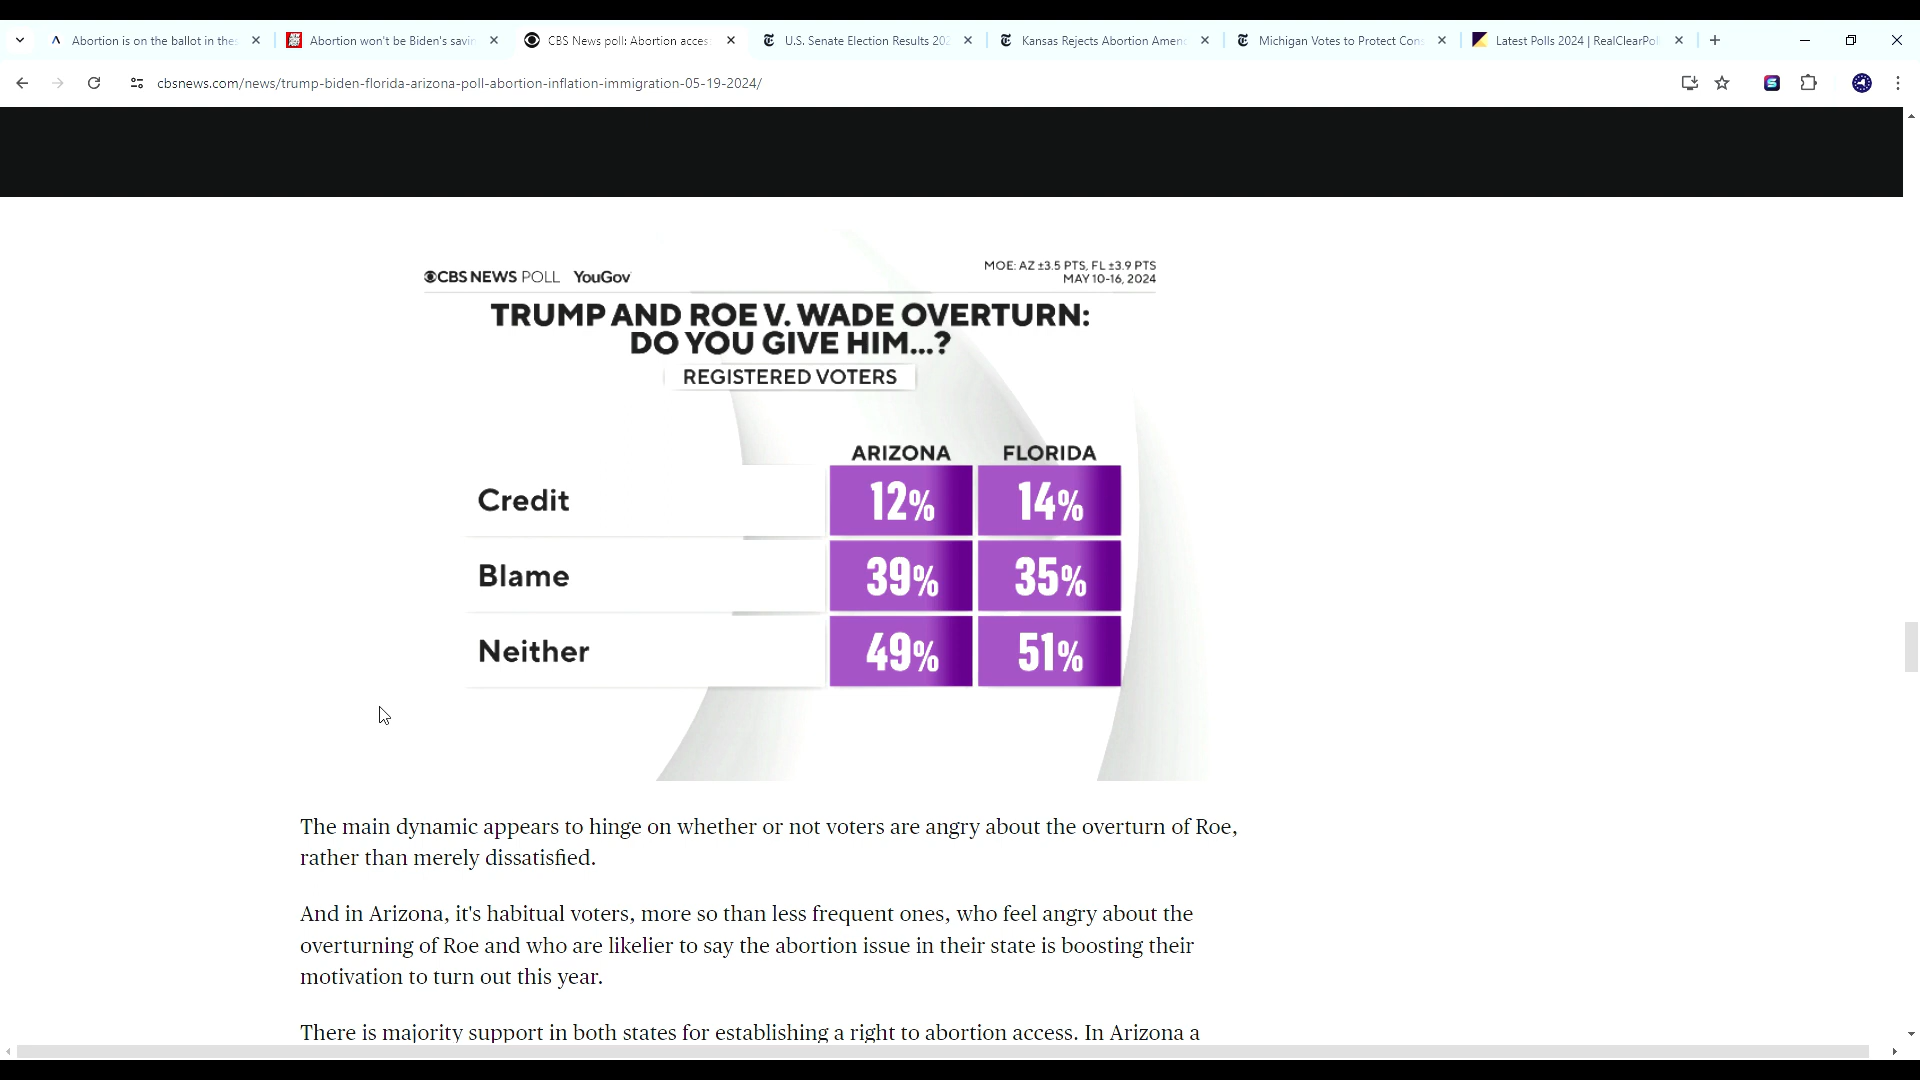 Abortion is on the ballot in thes
Abortion won't be Biden's savin
CBS News poll: Abortion acces
U.S. Senate Election Results 202
Kansas Rejects Abortion Amen
Michigan Votes to Protect Con
Latest Polls 2024 | RealClearPol
cbsnews.com/news/trump-biden-florida-arizona-poll-abortion-inflation-immigration-05-19-2024/
CBS NEWS POLL YouGov
MOE: AZ ±3.5 PTS, FL ±3.9 PTS
MAY 10-16, 2024
TRUMP AND ROE V. WADE OVERTURN:
DO YOU GIVE HIM...?
REGISTERED VOTERS
ARIZONA FLORIDA
Credit 12% 14%
Blame 39% 35%
Neither 49% 51%
The main dynamic appears to hinge on whether or not voters are angry about the overturn of Roe,
rather than merely dissatisfied.
And in Arizona, it's habitual voters, more so than less frequent ones, who feel angry about the
overturning of Roe and who are likelier to say the abortion issue in their state is boosting their
motivation to turn out this year.
There is majority support in both states for establishing a right to abortion access. In Arizona a